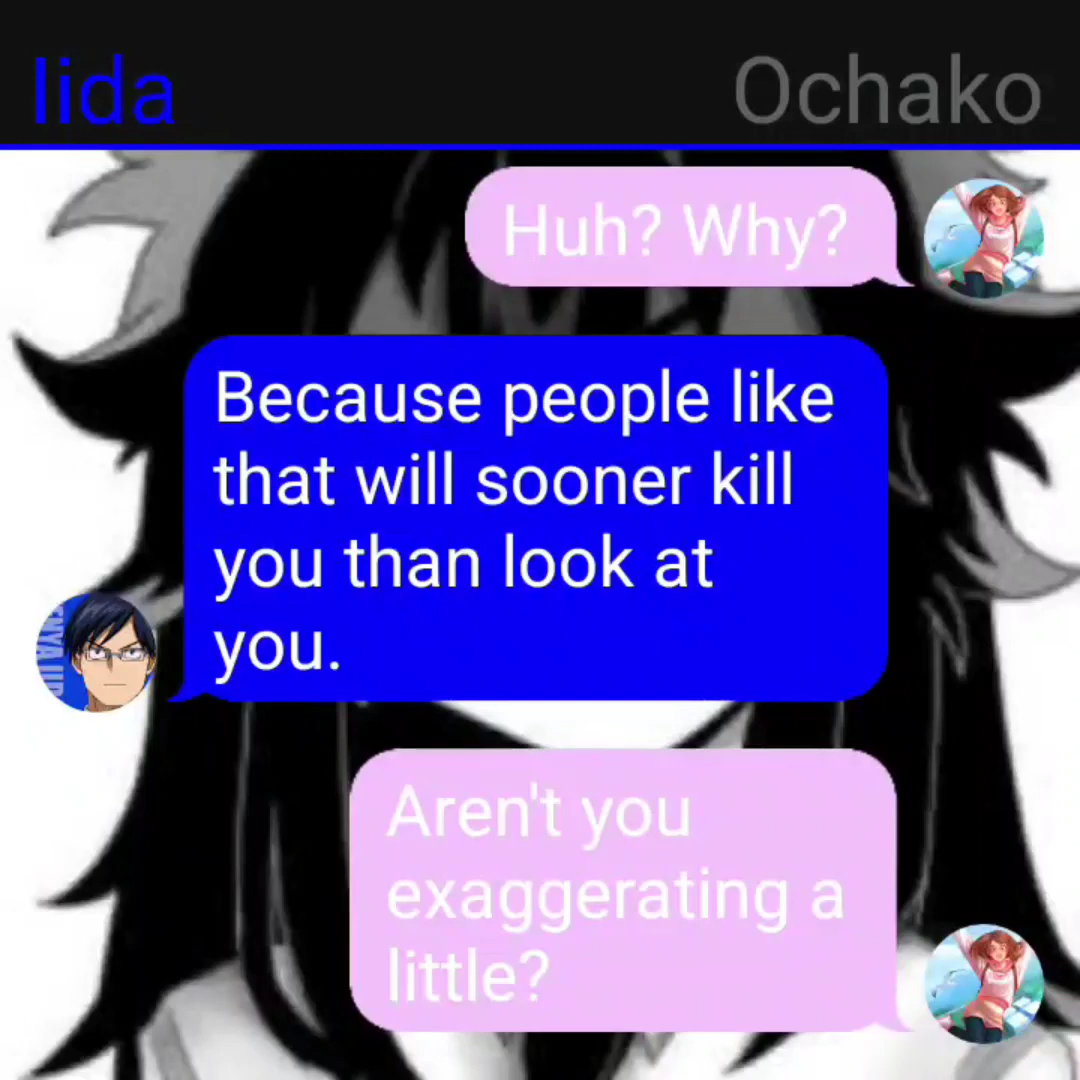 Iida
Ochako
Huh? Why?
Because people like
that will sooner kill
you than look at
you.
Aren't you
exaggerating a
little?